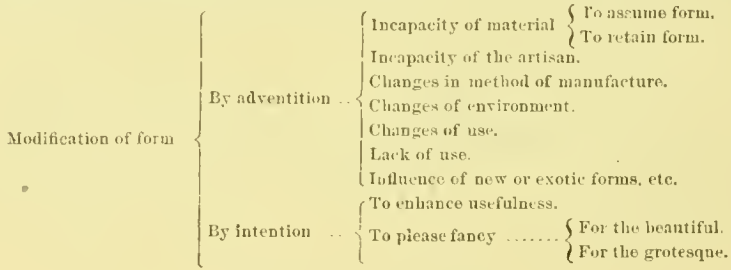 Incapacity of material { To assume form.
To retain form.
Incapacity of the artisan.
Changes in method of manufacture.
By adventition .. Changes of environment.
Changes of use.
Modification of form
Lack of use.
Influence of new or exotic forms, etc.
To enhance usefulness.
By intention .. To please fancy ....... { For the beautiful.
For the grotesque.